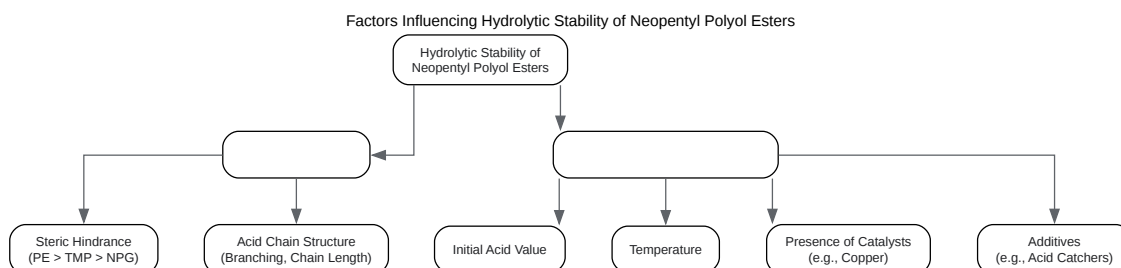 Factors Influencing Hydrolytic Stability of Neopentyl Polyol Esters
Hydrolytic Stability of
Neopentyl Polyol Esters
Steric Hindrance
(PE > TMP > NPG)
Acid Chain Structure
(Branching, Chain Length)
Initial Acid Value
Temperature
Presence of Catalysts
(e.g., Copper)
Additives
(e.g., Acid Catchers)